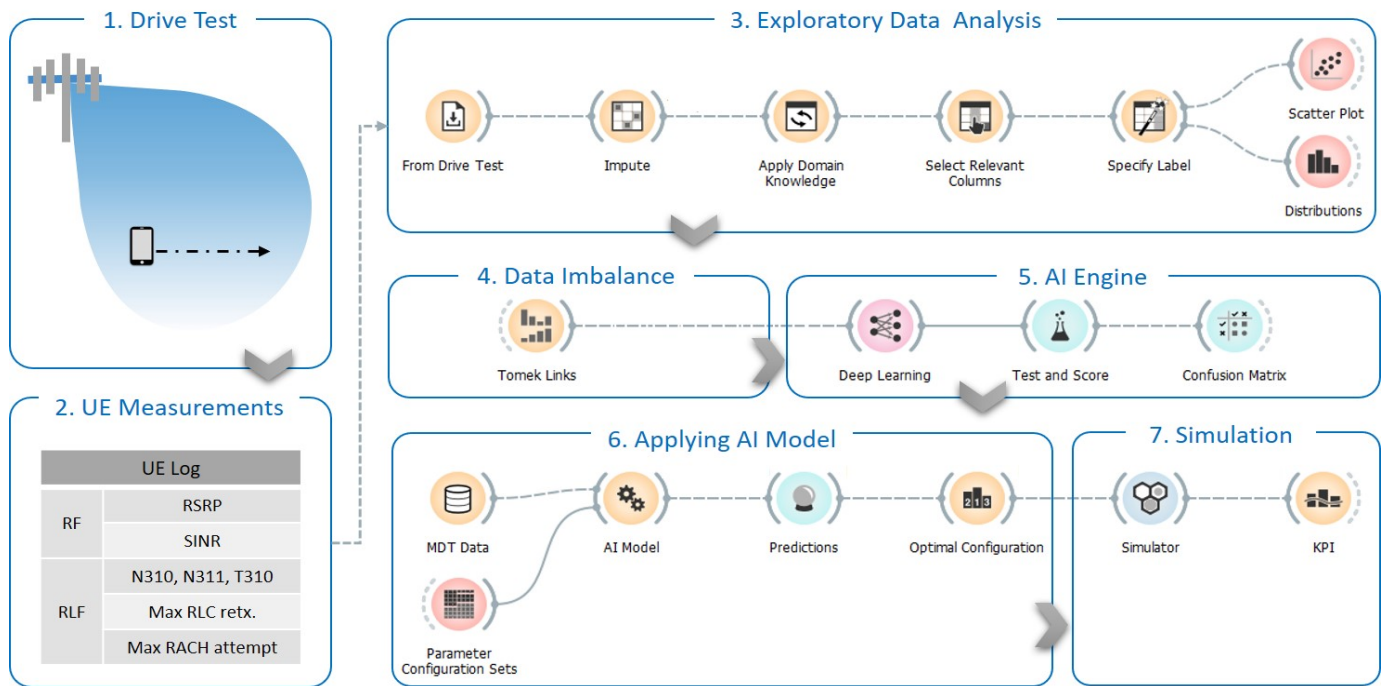 1. Drive Test
2. UE Measurements
UE Log
RF
RSRP
SINR
RLF
N310, N311, T310
Max RLC retx.
Max RACH attempt
3. Exploratory Data Analysis
From Drive Test
Impute
Apply Domain
Knowledge
Select Relevant
Columns
Specify Label
Scatter Plot
Distributions
4. Data Imbalance
Tomek Links
5. AI Engine
Deep Learning
Test and Score
Confusion Matrix
6. Applying AI Model
MDT Data
Parameter
Configuration Sets
AI Model
Predictions
2 1 3
Optimal Configuration
7. Simulation
Simulator
KPI